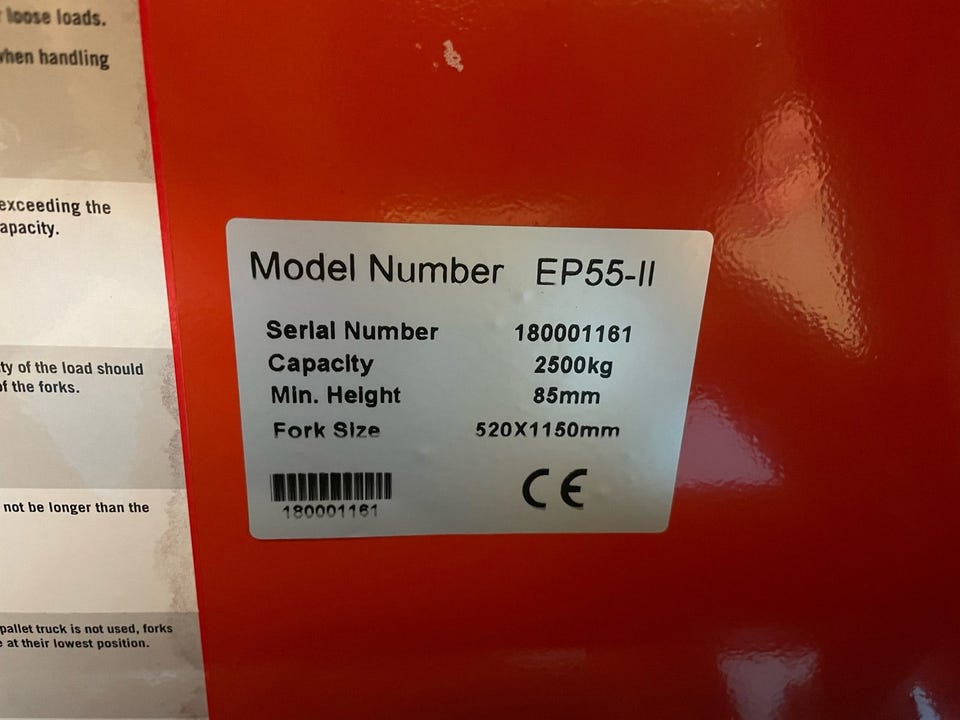 loose loads.
when handling
exceeding the
apacity.
ty of the load should
of the forks.
not be longer than the
pallet truck is not used, forks
e at their lowest position.
Model Number EP55-II
Serial Number 180001161
Capacity 2500kg
Min. Height 85mm
Fork Size 520X1150mm
180001161
CE